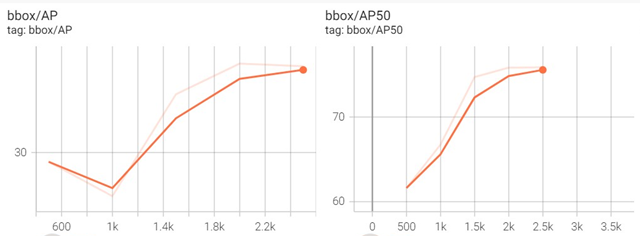 bbox/AP
tag: bbox/AP
30
600 1k 1.4k 1.8k 2.2k
bbox/AP50
tag: bbox/AP50
70
60
0 500 1k 1.5k 2k 2.5k 3k 3.5k